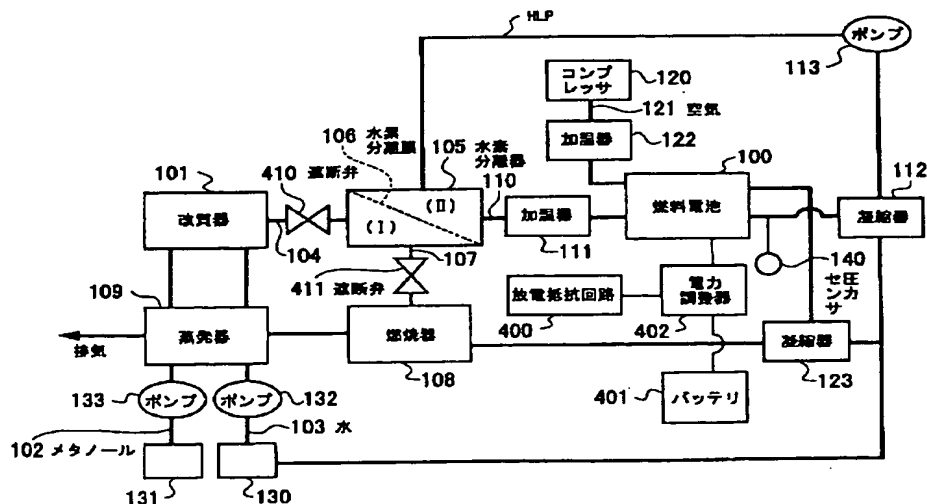 HLP
ポンプ
113
コンプ
レッサ
120
121 空気
106 水素
分離膜
105 水素
分離器
加湿器
122
100
101
410 遮断弁
110
112
改質器
104
(I)
(II)
加湿器
111
燃料電池
凝縮器
107
140
圧力
センサ
109
411 遮断弁
放電抵抗回路
400
電力
調整器
402
蒸発器
排気
燃焼器
108
凝縮器
123
133
ポンプ
ポンプ
132
401
バッテリ
102 メタノール
103 水
131
130